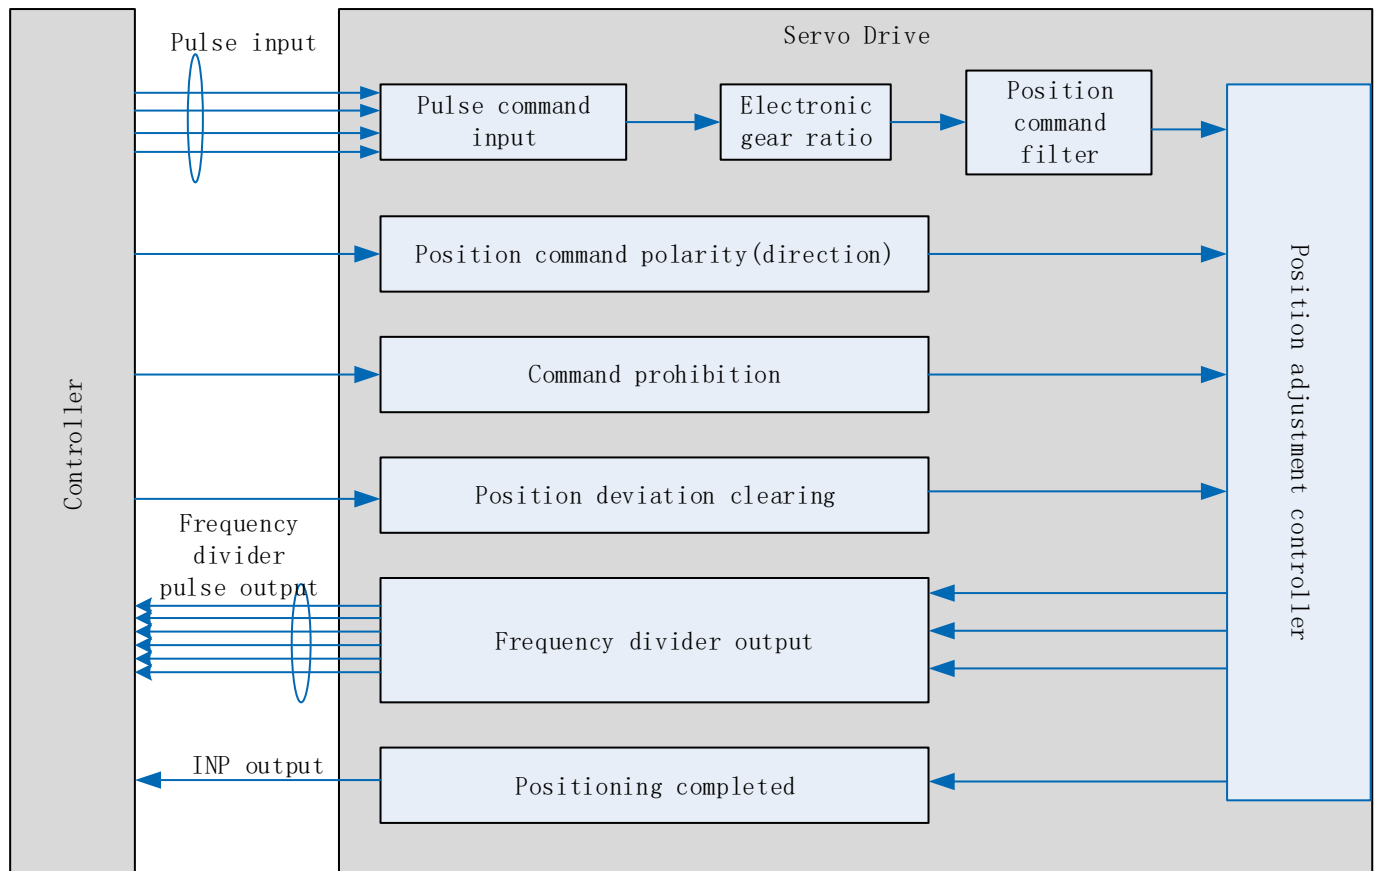 Pulse input
Servo Drive
Pulse command
input
Electronic
gear ratio
Position
command
filter
Position command polarity(direction)
Command prohibition
Position deviation clearing
Controller
Position adjustment controller
Frequency
divider
pulse output
Frequency divider output
INP output
Positioning completed